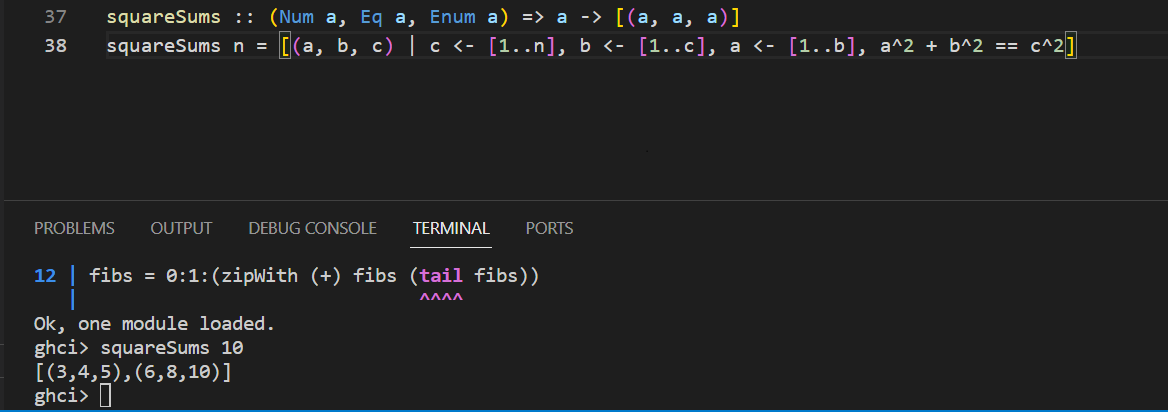 37 squareSums :: (Num a, Eq a, Enum a) => a -> [(a, a, a)]
38 squareSums n = [(a, b, c) | c <- [1..n], b <- [1..c], a <- [1..b], a^2 + b^2 == c^2]
PROBLEMS OUTPUT DEBUG CONSOLE TERMINAL PORTS
12 | fibs = 0:1:(zipWith (+) fibs (tail fibs))
| ^^^^
Ok, one module loaded.
ghci> squareSums 10
[(3,4,5),(6,8,10)]
ghci>